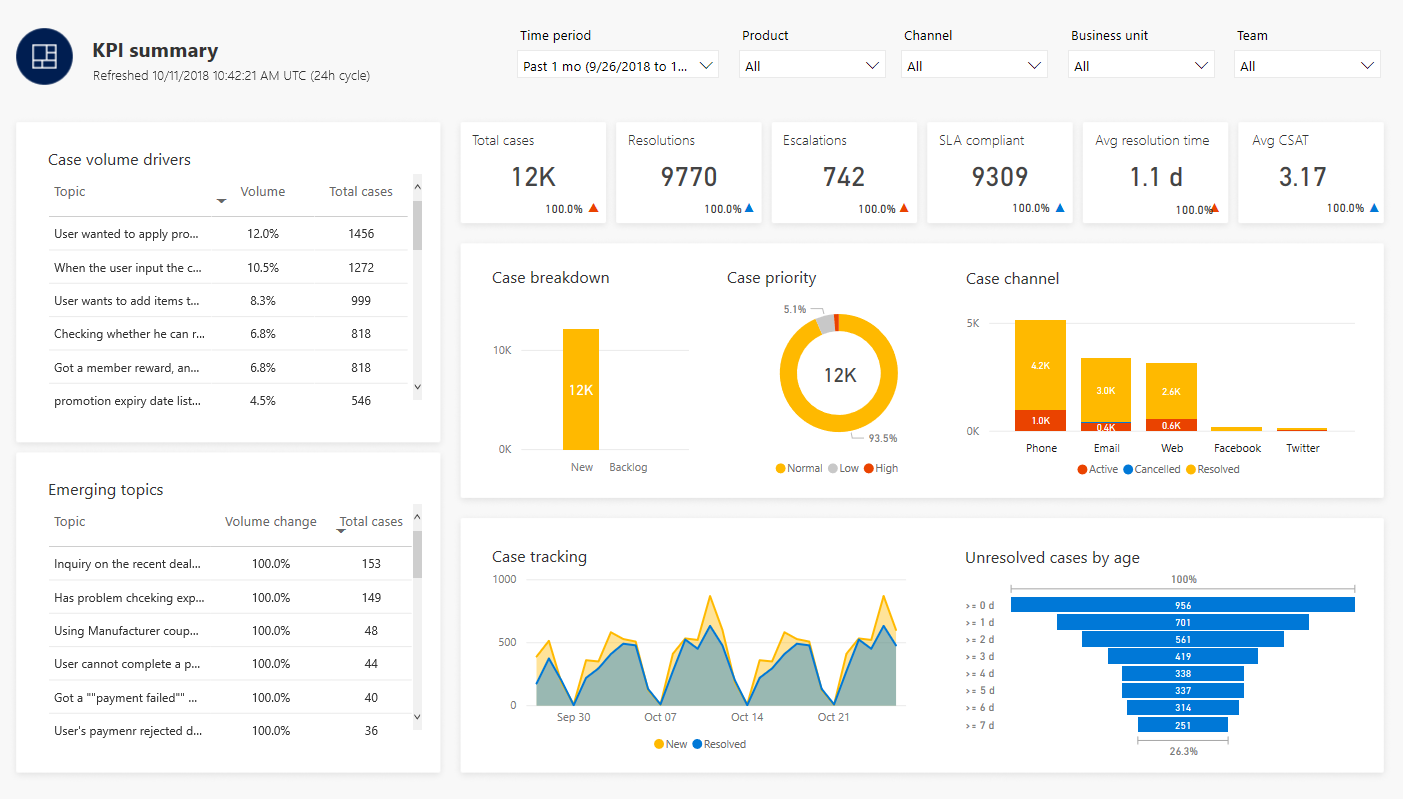 KPI summary
Refreshed 10/11/2018 10:42:21 AM UTC (24h cycle)
Time period
Past 1 mo (9/26/2018 to 1...
Product
All
Channel
All
Business unit
All
Team
All
Case volume drivers
Topic Volume Total cases
User wanted to apply pro... 12.0% 1456
When the user input the c... 10.5% 1272
User wants to add items t... 8.3% 999
Checking whether he can r... 6.8% 818
Got a member reward, an... 6.8% 818
promotion expiry date list... 4.5% 546
Emerging topics
Topic Volume change Total cases
Inquiry on the recent deal... 100.0% 153
Has problem chceking exp... 100.0% 149
Using Manufacturer coup... 100.0% 48
User cannot complete a p... 100.0% 44
Got a ""payment failed"" ... 100.0% 40
User's paymenr rejected d... 100.0% 36
Total cases
12K
100.0%
Resolutions
9770
100.0%
Escalations
742
100.0%
SLA compliant
9309
100.0%
Avg resolution time
1.1 d
100.0%
Avg CSAT
3.17
100.0%
Case breakdown
10K
12K
0K
New Backlog
Case priority
5.1%
12K
93.5%
Normal Low High
Case channel
5K
4.2K 3.0K 2.6K
1.0K 0.4K 0.6K
0K
Phone Email Web Facebook Twitter
Active Cancelled Resolved
Case tracking
1000
500
0
Sep 30 Oct 07 Oct 14 Oct 21
New Resolved
Unresolved cases by age
100%
>= 0 d 956
>= 1 d 701
>= 2 d 561
>= 3 d 419
>= 4 d 338
>= 5 d 337
>= 6 d 314
>= 7 d 251
26.3%